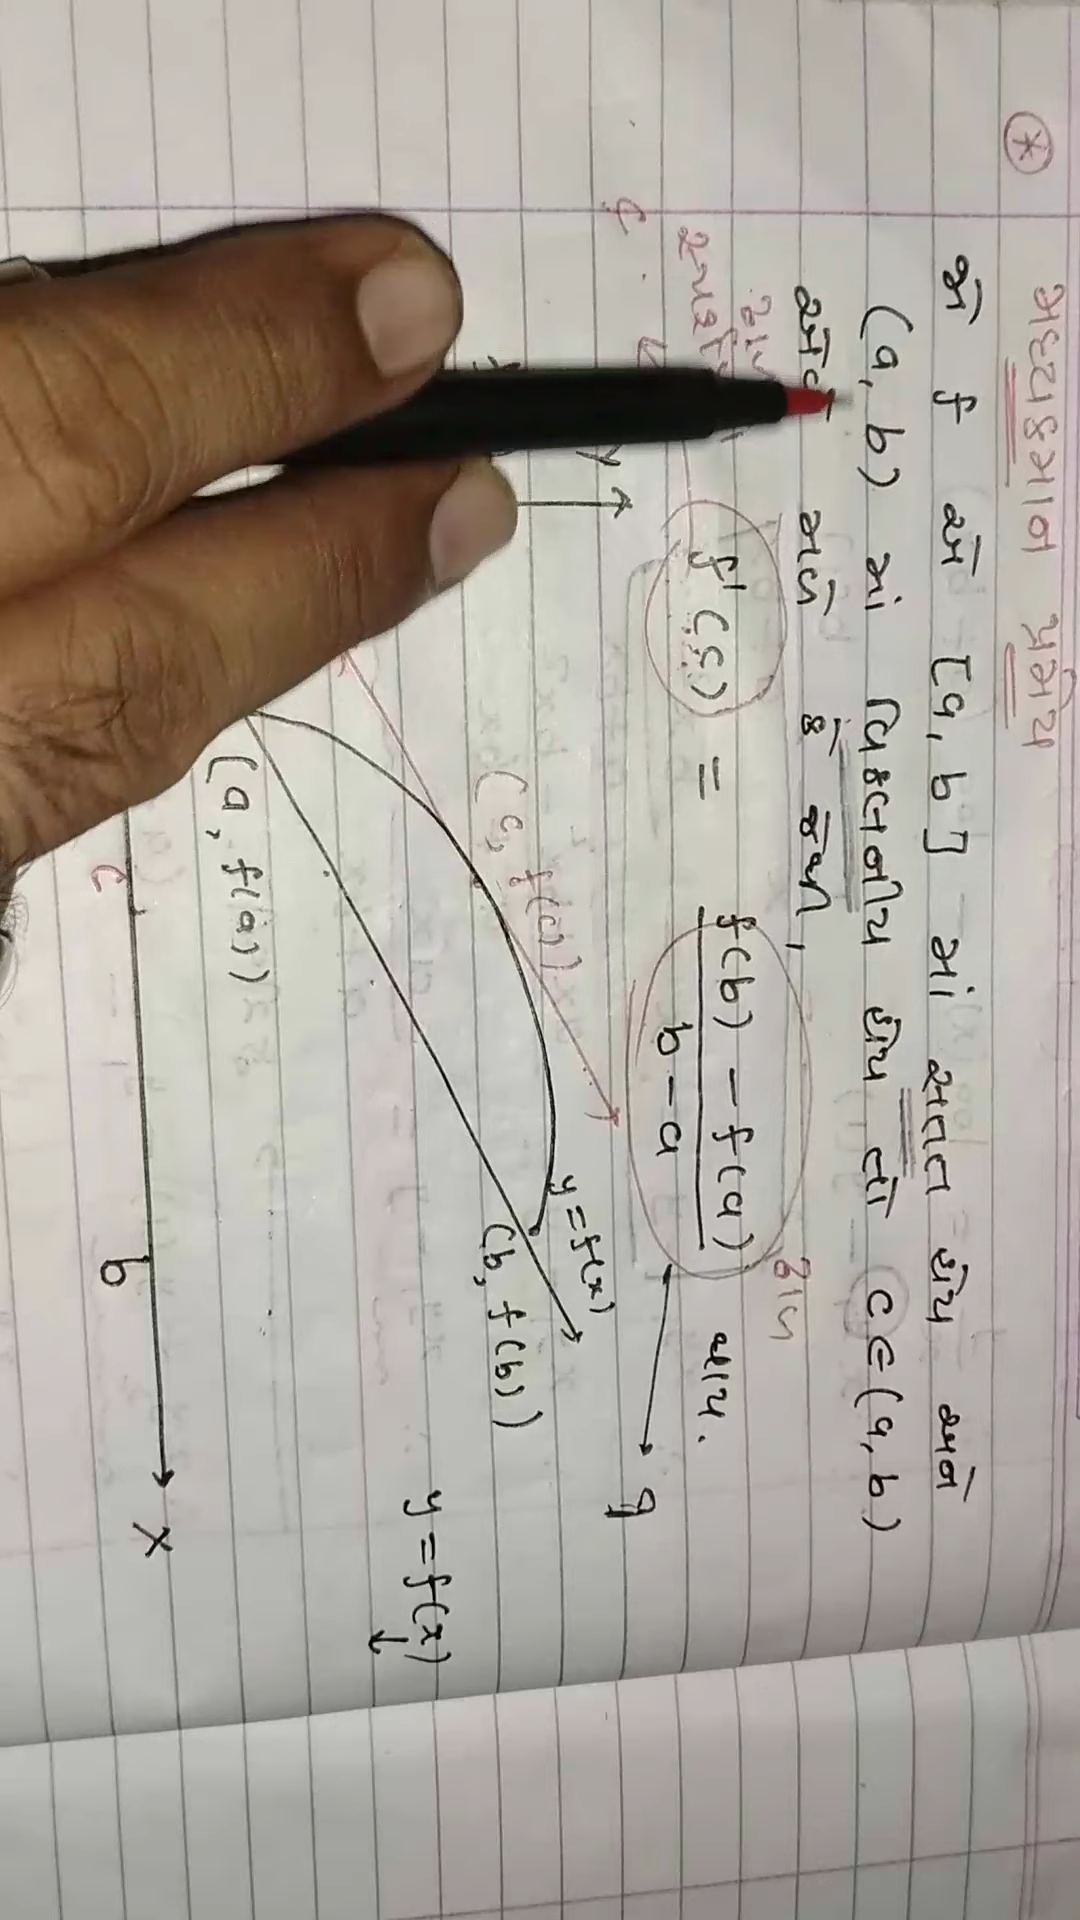 * મધ્યકમાન પ્રમેય
જો f એ [a, b] માં સતત હોય અને
(a, b) માં વિકલનીય હોય તો c ∈ (a, b)
મળે કે જેથી,
f'(c) = f(b) - f(a) / b - a થાય.
ઢાળ
y
(c, f(c))
y = f(x)
(b, f(b))
(a, f(a))
y = f(x)
c
b
x